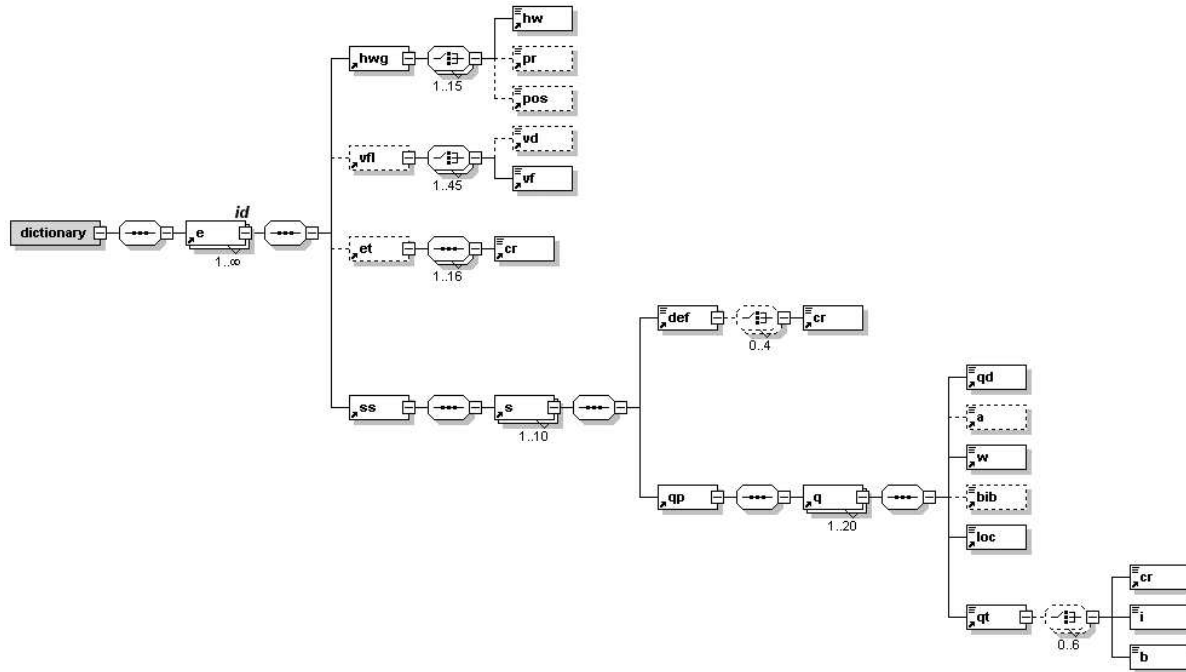 hw
hwg
pr
1..15
pos
vd
vfl
vf
1..45
id
dictionary
e
1..∞
et
cr
1..16
def
cr
0..4
qd
a
ss
s
1..10
w
qp
q
bib
1..20
loc
cr
qt
i
0..6
b